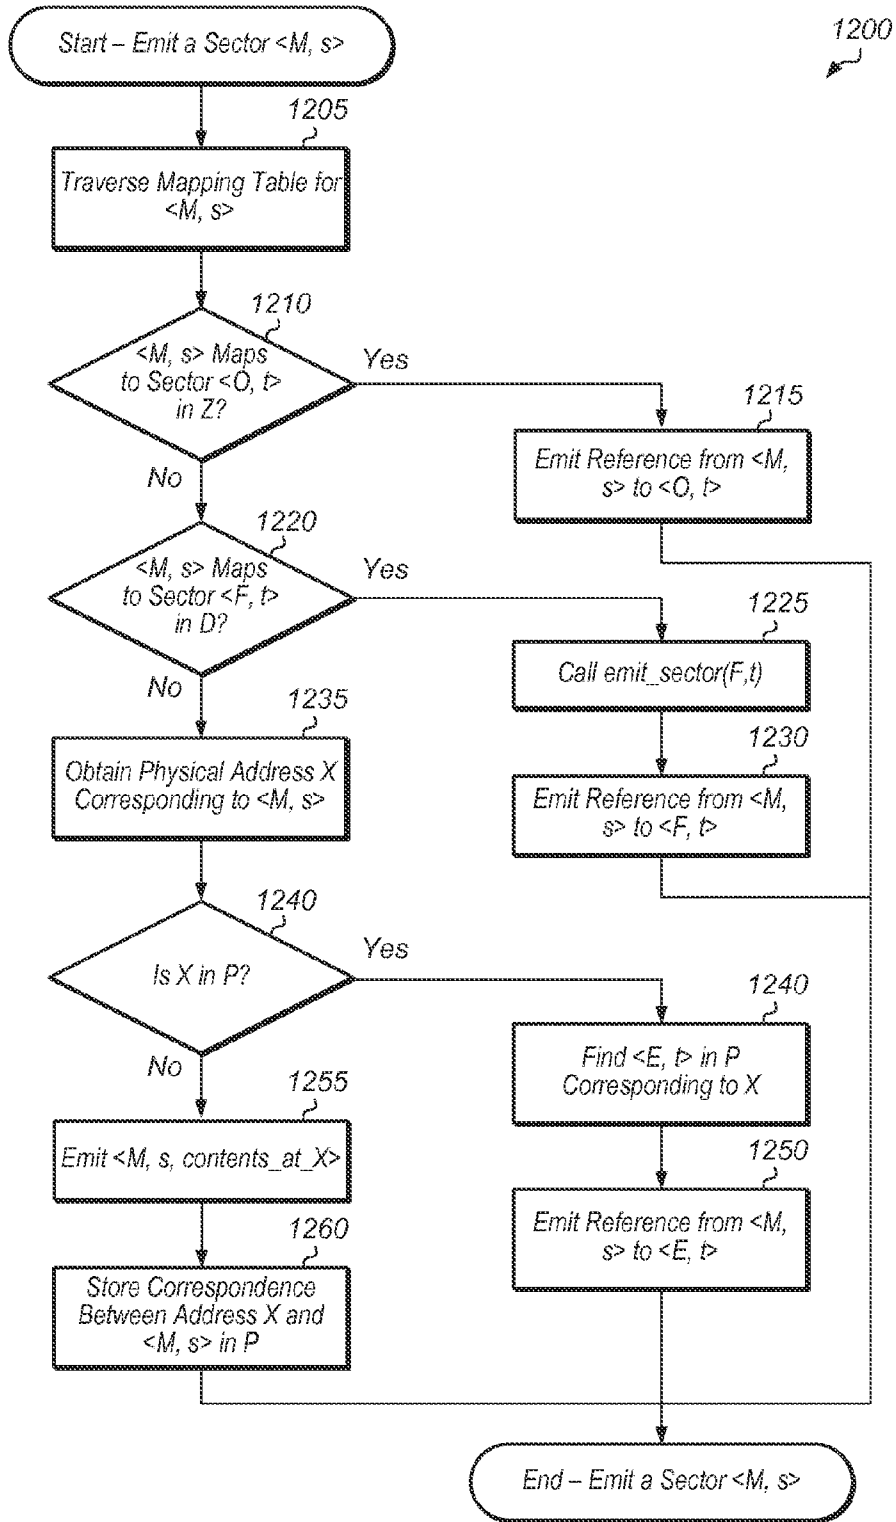 Start – Emit a Sector <M, s>
1200
1205
Traverse Mapping Table for
<M, s>
1210
<M, s> Maps
to Sector <O, t>
in Z?
Yes
No
1215
Emit Reference from <M,
s> to <O, t>
1220
<M, s> Maps
to Sector <F, t>
in D?
Yes
No
1225
Call emit_sector(F,t)
1230
Emit Reference from <M,
s> to <F, t>
1235
Obtain Physical Address X
Corresponding to <M, s>
1240
Is X in P?
Yes
No
1240
Find <E, t> in P
Corresponding to X
1250
Emit Reference from <M,
s> to <E, t>
1255
Emit <M, s, contents_at_X>
1260
Store Correspondence
Between Address X and
<M, s> in P
End – Emit a Sector <M, s>